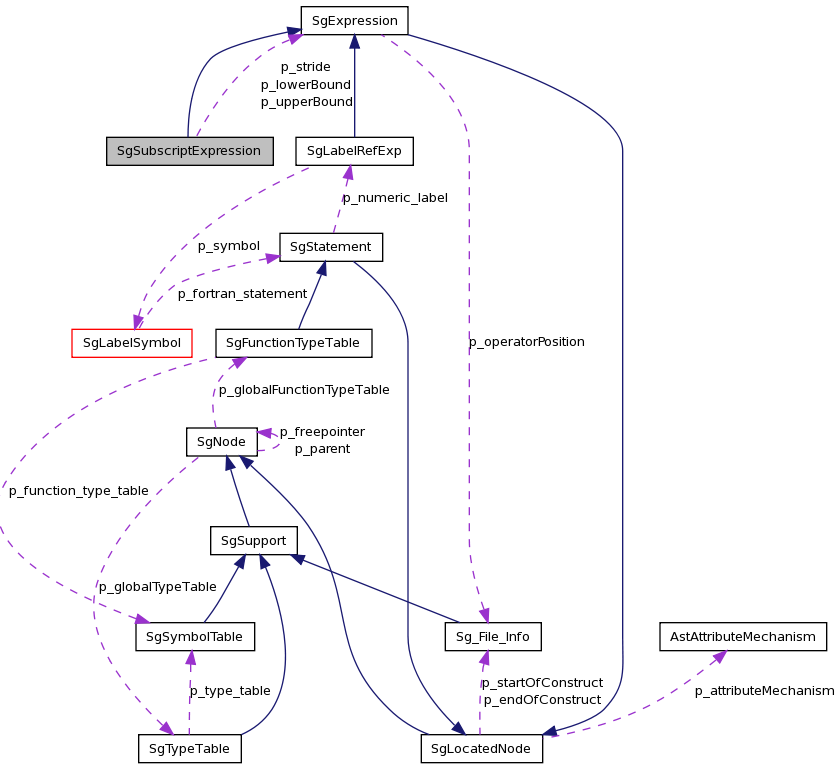 SgExpression
p_stride
p_lowerBound
p_upperBound
SgSubscriptExpression
SgLabelRefExp
p_numeric_label
p_symbol
SgStatement
p_fortran_statement
SgLabelSymbol
SgFunctionTypeTable
p_operatorPosition
p_globalFunctionTypeTable
SgNode
p_freepointer
p_parent
p_function_type_table
SgSupport
p_globalTypeTable
SgSymbolTable
Sg_File_Info
AstAttributeMechanism
p_type_table
p_startOfConstruct
p_endOfConstruct
p_attributeMechanism
SgTypeTable
SgLocatedNode